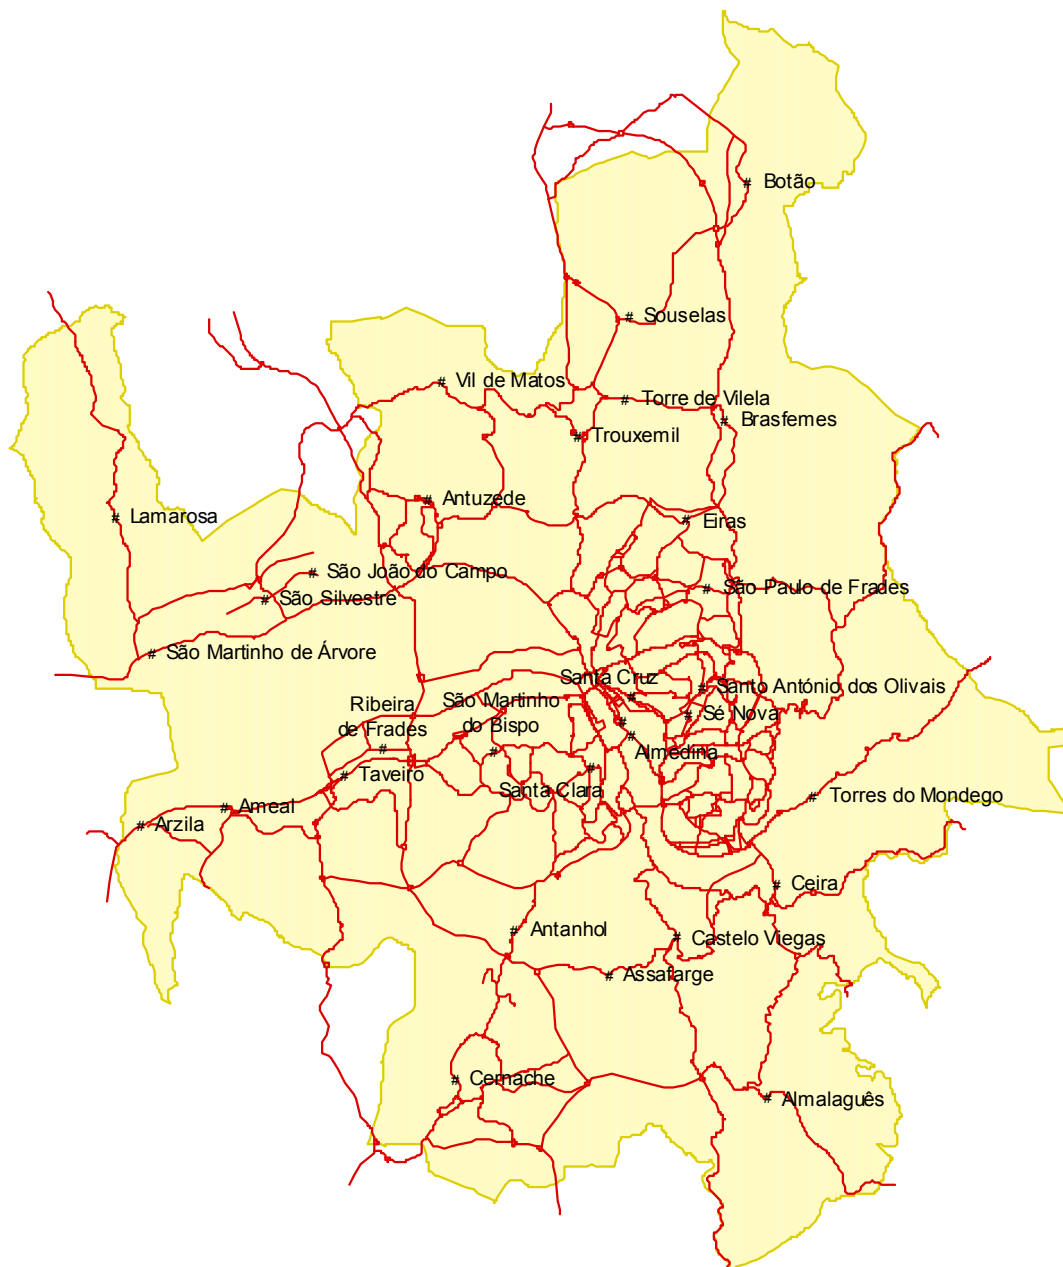 Botão
Souselas
Vil de Matos
Torre de Vilela
Brasfemes
Trouxemil
Antuzede
Lamarosa
Eiras
São João do Campo
São Paulo de Frades
São Silvestre
São Martinho de Árvore
Santa Cruz
Santo António dos Olivais
Ribeira
de Frades
São Martinho
do Bispo
Sé Nova
Almedina
Taveiro
Santa Clara
Torres do Mondego
Ameal
Arzila
Ceira
Antanhol
Castelo Viegas
Assafarge
Cernache
Almalaguês